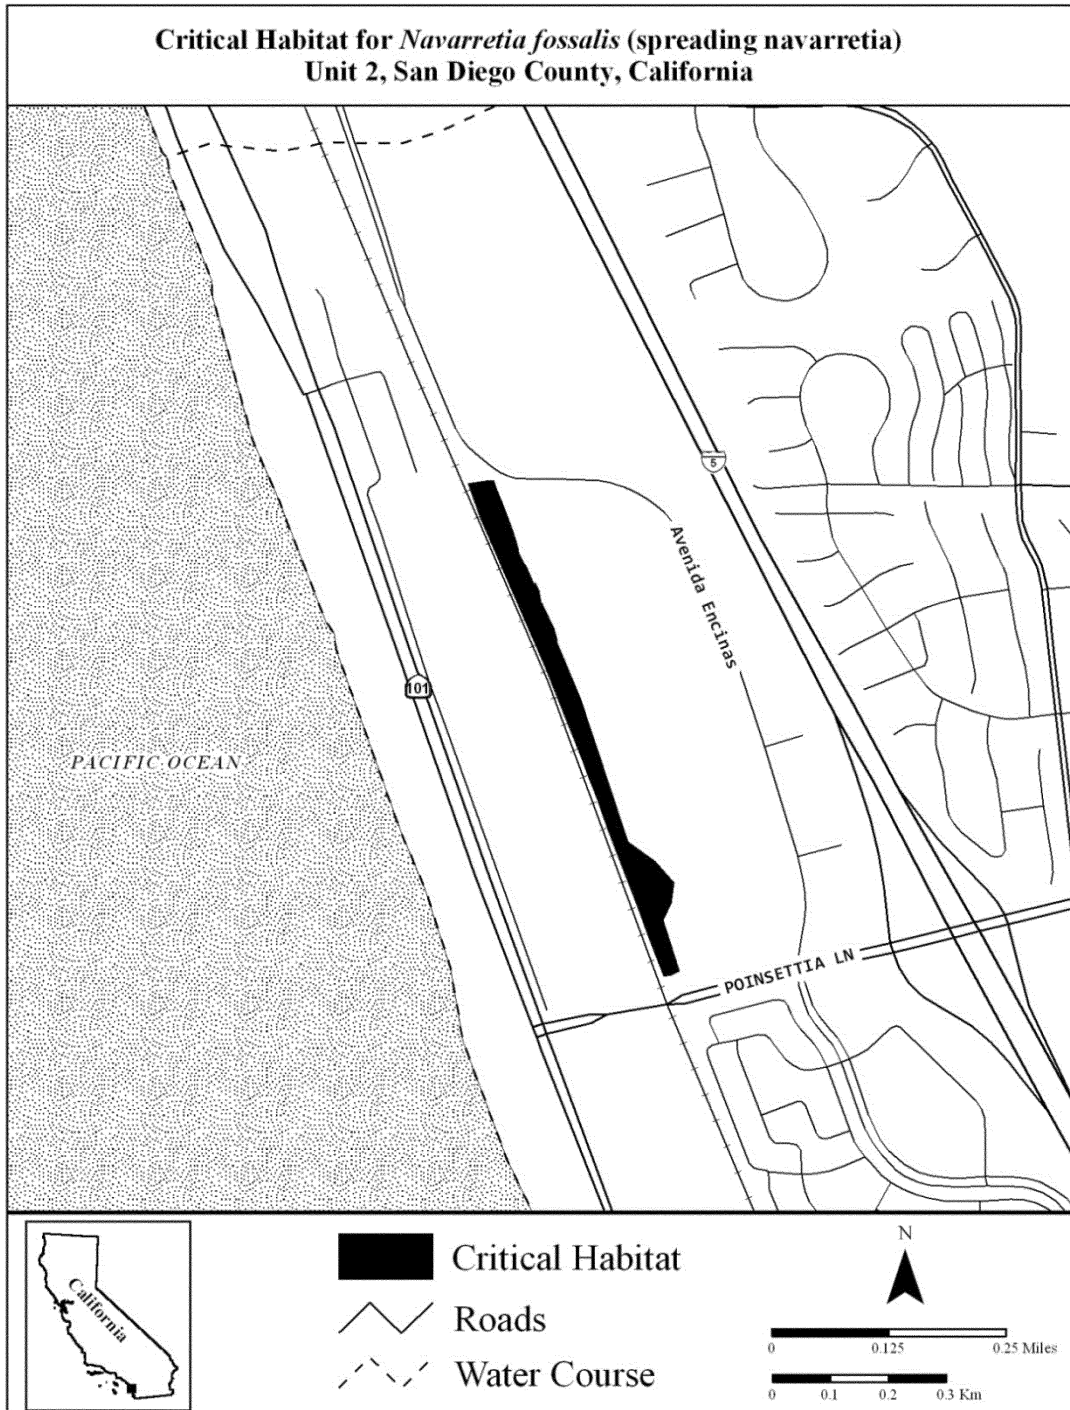 Critical Habitat for Navarretia fossalis (spreading navarretia)
Unit 2, San Diego County, California
5
Avenida Encinas
101
PACIFIC OCEAN
POINSETTIA LN
California
Critical Habitat
Roads
Water Course
N
0 0.125 0.25 Miles
0 0.1 0.2 0.3 Km